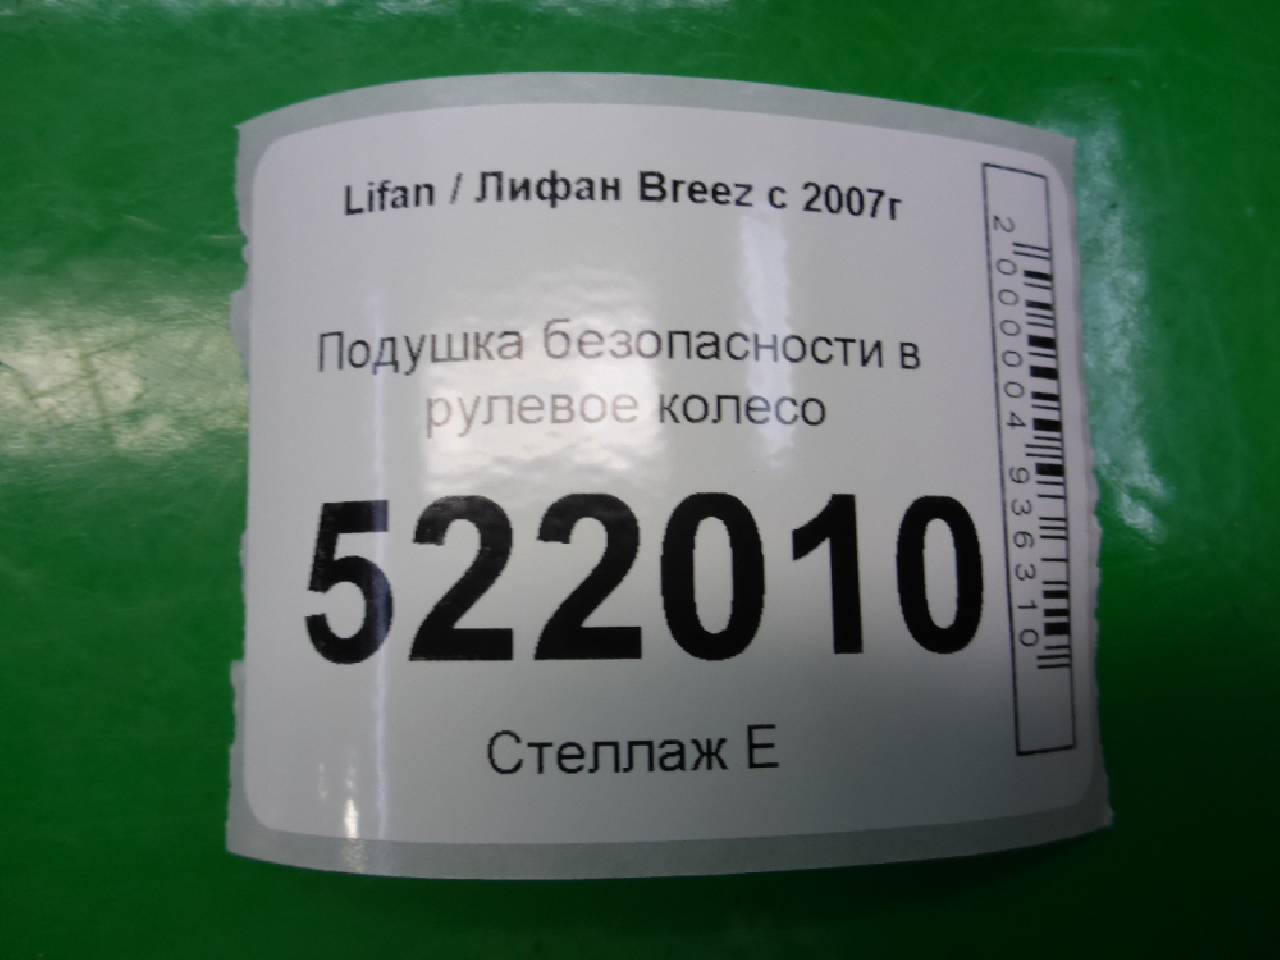 Lifan / Лифан Breez с 2007г
Подушка безопасности в
рулевое колесо
522010
Стеллаж Е
2000004936310